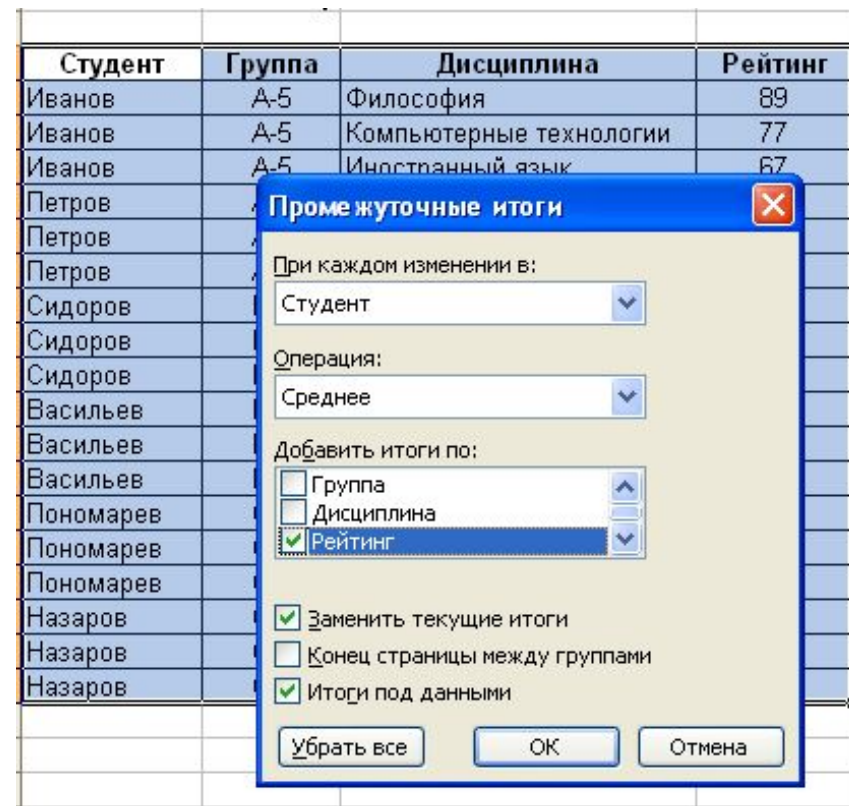 Студент Группа Дисциплина Рейтинг
Иванов А-5 Философия 89
Иванов А-5 Компьютерные технологии 77
Иванов А-5 Иностранный язык 67
Петров
Петров
Петров
Сидоров
Сидоров
Сидоров
Васильев
Васильев
Васильев
Пономарев
Пономарев
Пономарев
Назаров
Назаров
Назаров
Промежуточные итоги
При каждом изменении в:
Студент
Операция:
Среднее
Добавить итоги по:
Группа
Дисциплина
Рейтинг
Заменить текущие итоги
Конец страницы между группами
Итоги под данными
Убрать все ОК Отмена